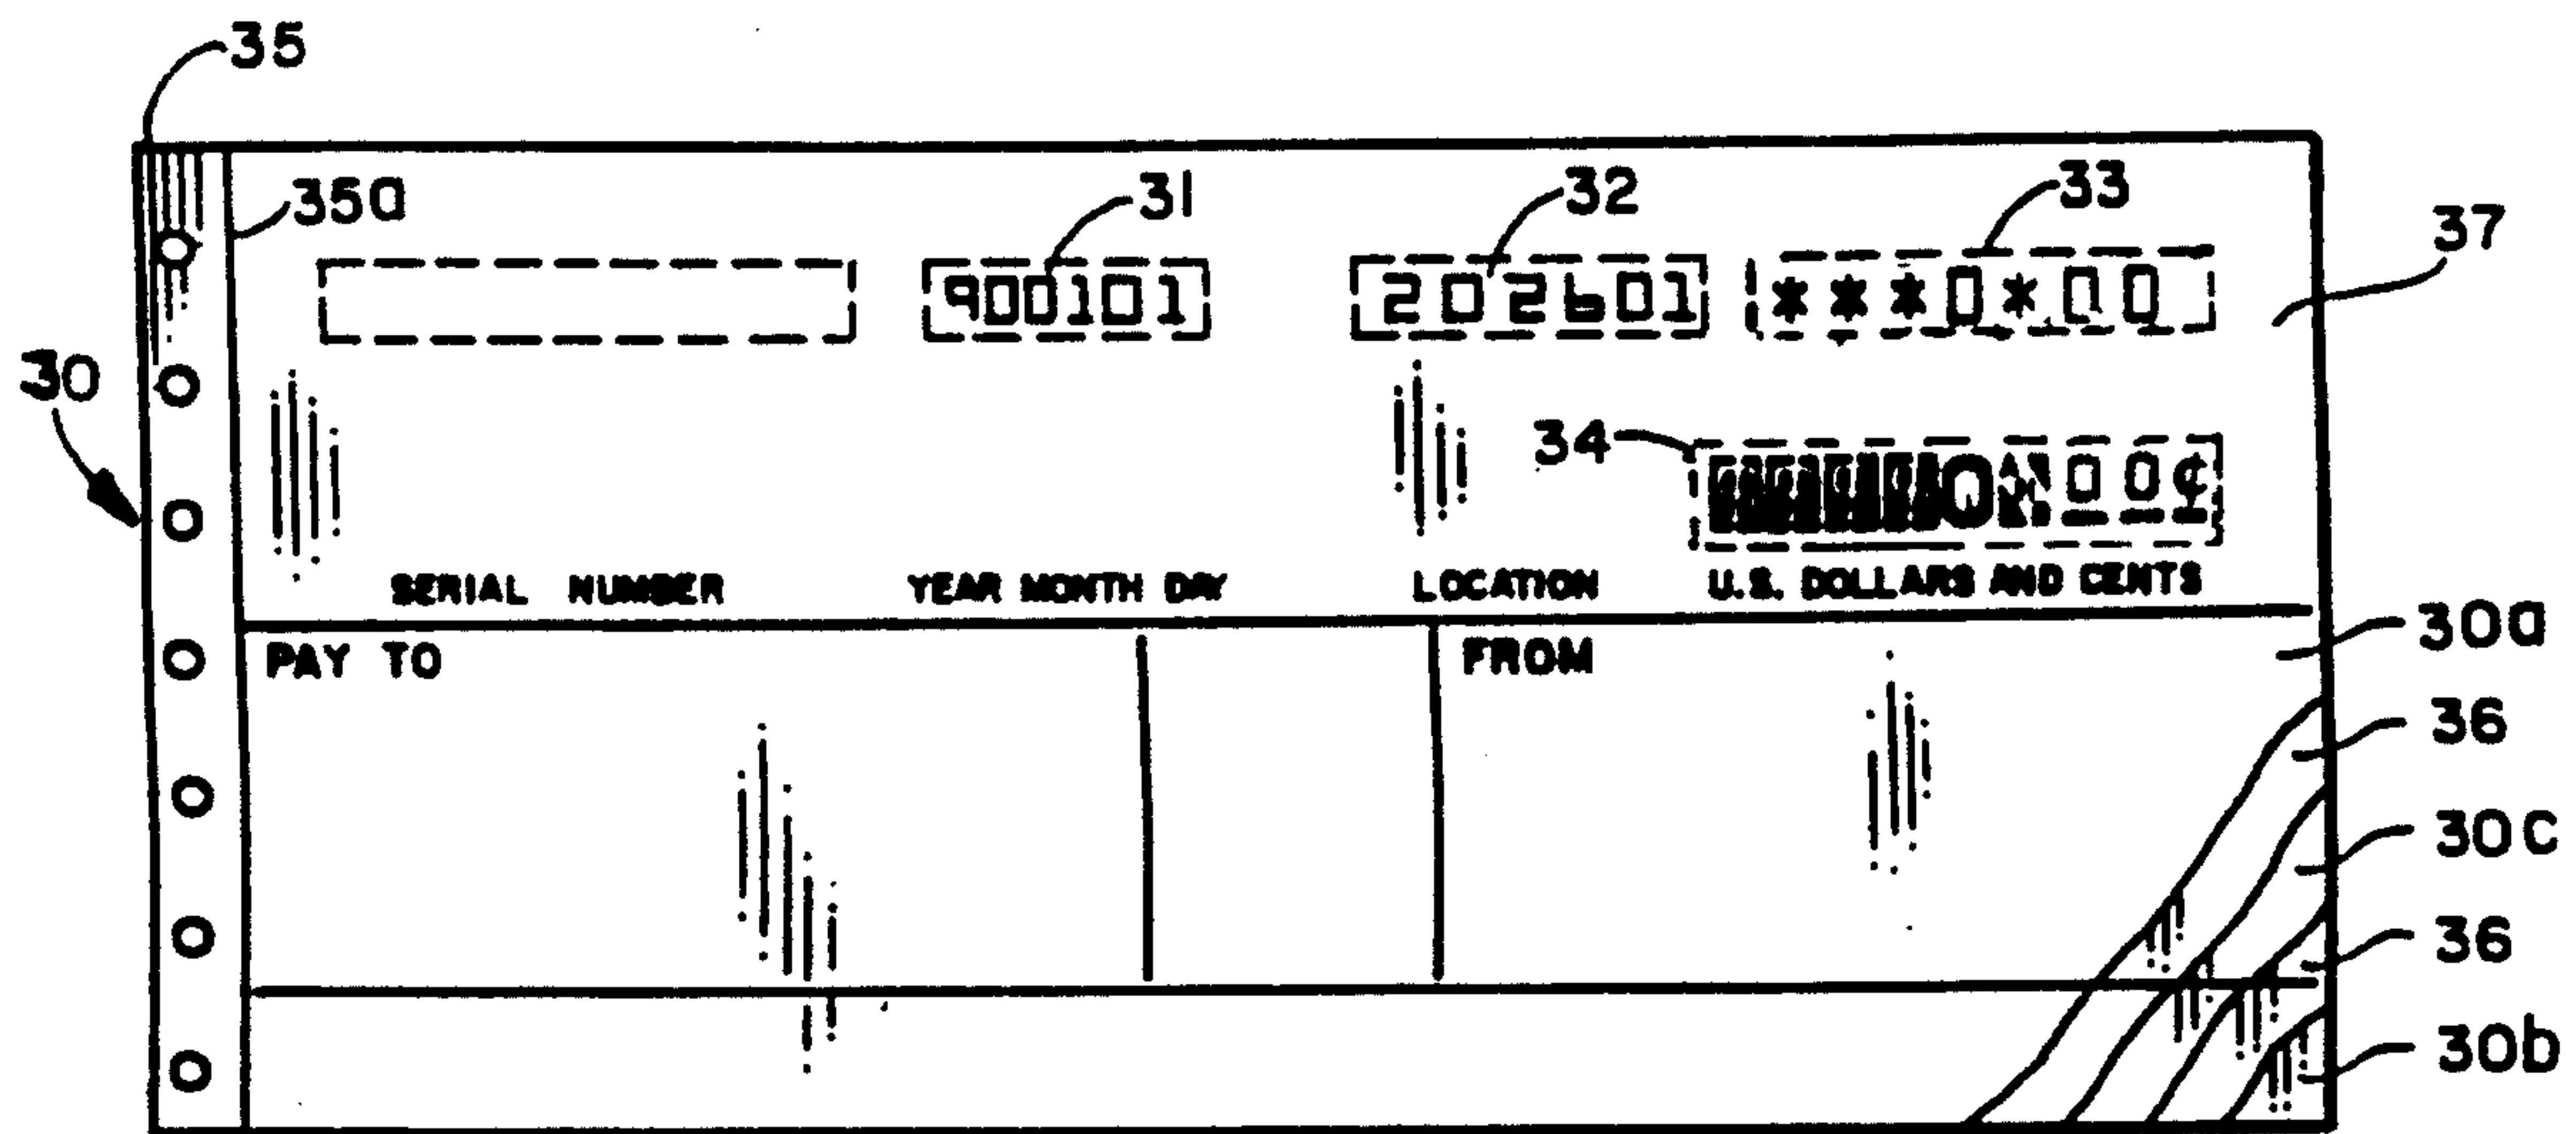 35
35a 31 32 33 37
900101 202601 ***0*00
30
34 0 00¢
SERIAL NUMBER YEAR MONTH DAY LOCATION U.S. DOLLARS AND CENTS
30a
PAY TO FROM
36
30c
36
30b